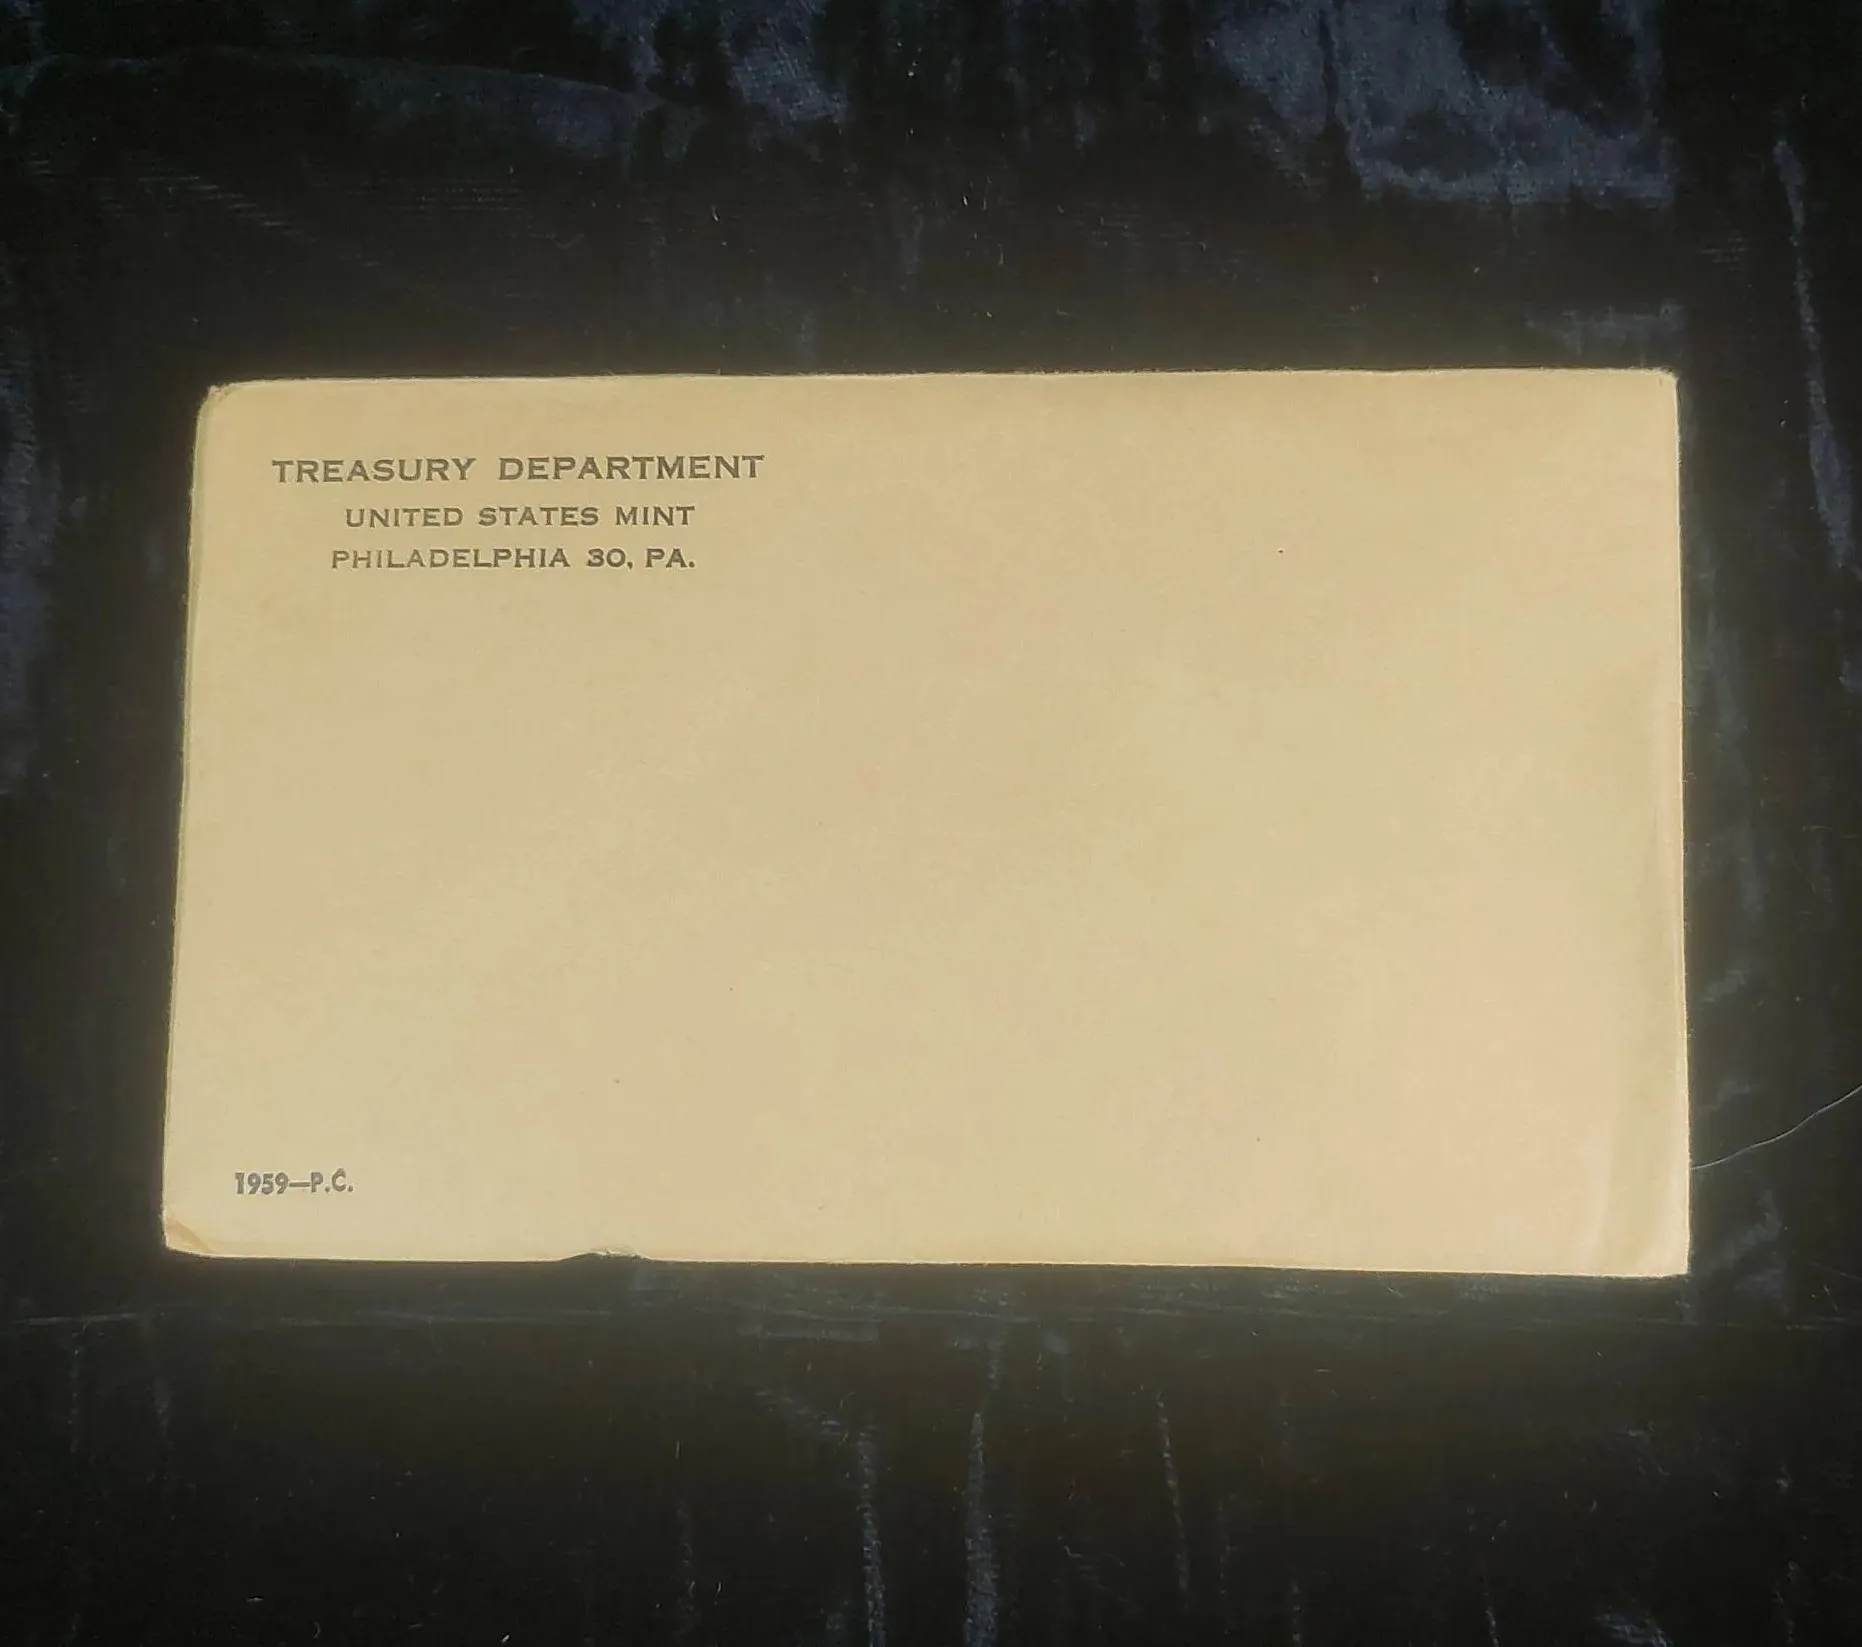 TREASURY DEPARTMENT
UNITED STATES MINT
PHILADELPHIA 30, PA.
1959—P.C.